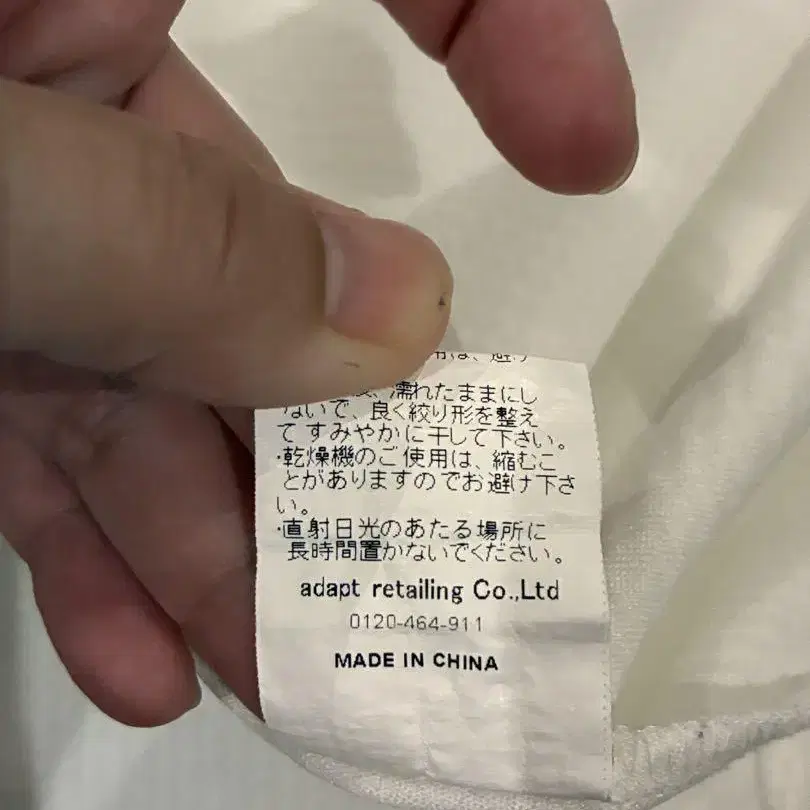 用は、避け
濡れたままにし
ないで、良く絞り形を整え
てすみやかに干して下さい。
・乾燥機のご使用は、縮むこ
とがありますのでお避け下さ
い。
・直射日光のあたる場所に
長時間置かないでください。
adapt retailing Co.,Ltd
0120-464-911
MADE IN CHINA